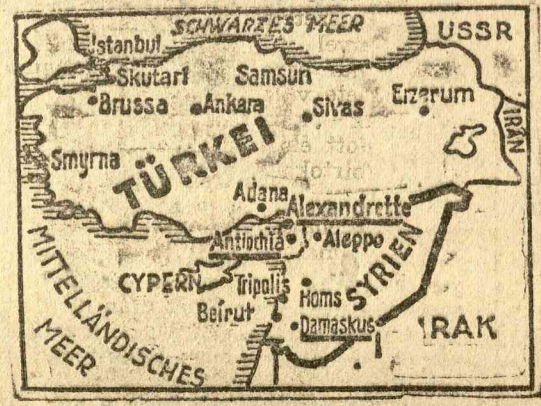 SCHWARZES MEER
USSR
Istanbul
Skutari
Samsun
Brussa
Ankara
Sivas
Erzerum
IRAN
Smyrna
TÜRKEI
Adana
Alexandrette
Antiochia
Aleppo
SYRIEN
CYPERN
Tripolis
Homs
Beirut
Damaskus
IRAK
MITTELLÄNDISCHES
MEER